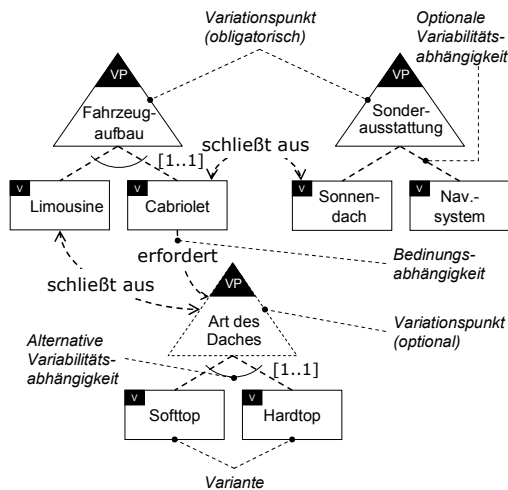 Variationspunkt
(obligatorisch)
Optionale
Variabilitäts-
abhängigkeit
VP
Fahrzeug-
aufbau
VP
Sonder-
ausstattung
[1..1]
schließt aus
V
Limousine
V
Cabriolet
V
Sonnen-
dach
V
Nav.-
system
erfordert
Bedinungs-
abhängigkeit
schließt aus
VP
Art des
Daches
Variationspunkt
(optional)
Alternative
Variabilitäts-
abhängigkeit
[1..1]
V
Softtop
V
Hardtop
Variante